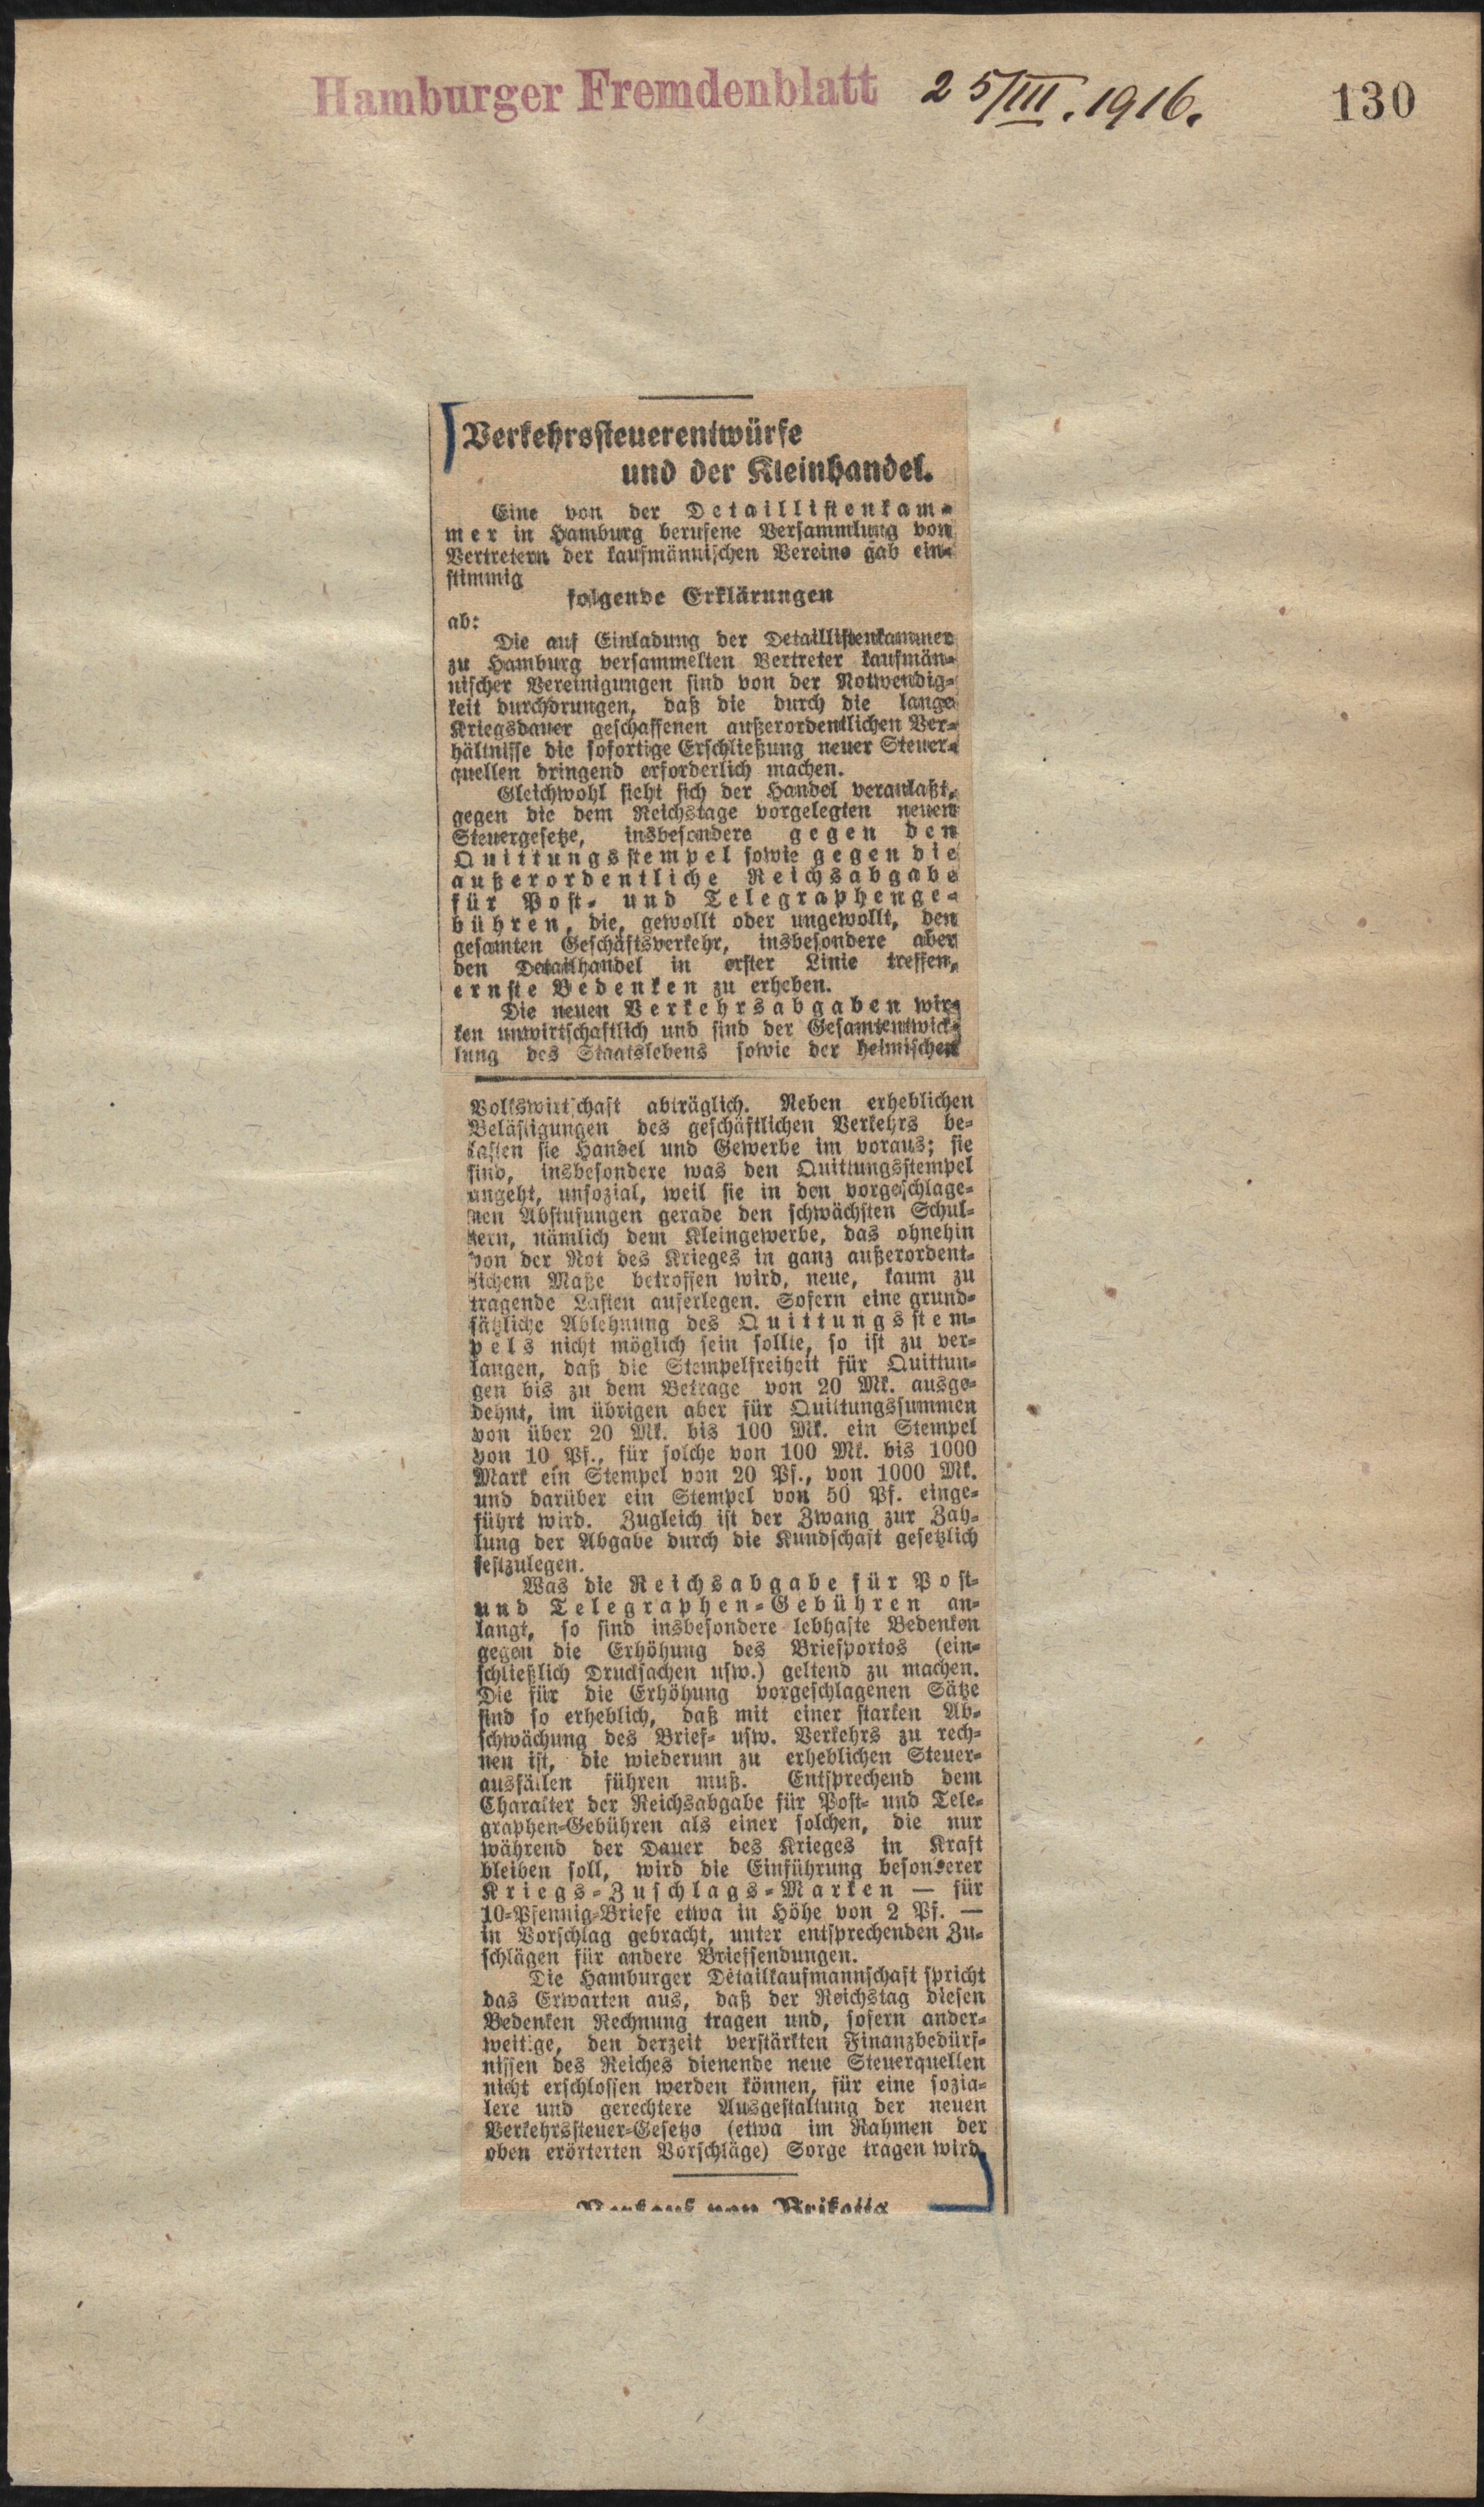 Hamburger Fremdenblatt 25/III. 1916. 130
Verkehrssteuerentwürfe
und der Kleinhandel.
Eine von der Detaillistenkam-
mer in Hamburg berufene Versammlung von
Vertretern der kaufmännischen Vereine gab ein-
stimmig
folgende Erklärungen
ab:
Die auf Einladung der Detaillistenkammer
zu Hamburg versammelten Vertreter kaufmän-
nischer Vereinigungen sind von der Notwendig-
keit durchdrungen, daß die durch die lange
Kriegsdauer geschaffenen außerordentlichen Ver-
hältnisse die sofortige Erschließung neuer Steuer-
quellen dringend erforderlich machen.
Gleichwohl sieht sich der Handel veranlaßt,
gegen die dem Reichstage vorgelegten neuen
Steuergesetze, insbesondere gegen den
Quittungsstempel sowie gegen die
außerordentliche Reichsabgabe
für Post- und Telegraphenge-
bühren, die, gewollt oder ungewollt, den
gesamten Geschäftsverkehr, insbesondere aber
den Detailhandel in erster Linie treffen,
ernste Bedenken zu erheben.
Die neuen Verkehrsabgaben wir-
ken unwirtschaftlich und sind der Gesamtentwick-
lung des Staatslebens sowie der heimischen
Volkswirtschaft abträglich. Neben erheblichen
Belästigungen des geschäftlichen Verkehrs be-
lasten sie Handel und Gewerbe im voraus; sie
sind, insbesondere was den Quittungsstempel
angeht, unsozial, weil sie in den vorgeschlage-
nen Abstufungen gerade den schwächsten Schul-
tern, nämlich dem Kleingewerbe, das ohnehin
von der Not des Krieges in ganz außerordent-
lichem Maße betroffen wird, neue, kaum zu
tragende Lasten auferlegen. Sofern eine grund-
sätzliche Ablehnung des Quittungsstem-
pels nicht möglich sein sollte, so ist zu ver-
langen, daß die Stempelfreiheit für Quittun-
gen bis zu dem Betrage von 20 Mk. ausge-
dehnt, im übrigen aber für Quittungssummen
von über 20 Mk. bis 100 Mk. ein Stempel
von 10 Pf., für solche von 100 Mk. bis 1000
Mark ein Stempel von 20 Pf., von 1000 Mk.
und darüber ein Stempel von 50 Pf. einge-
führt wird. Zugleich ist der Zwang zur Zah-
lung der Abgabe durch die Kundschaft gesetzlich
festzulegen.
Was die Reichsabgabe für Post-
und Telegraphen-Gebühren an-
langt, so sind insbesondere lebhafte Bedenken
gegen die Erhöhung des Briefportos (ein-
schließlich Drucksachen usw.) geltend zu machen.
Die für die Erhöhung vorgeschlagenen Sätze
sind so erheblich, daß mit einer starken Ab-
schwächung des Brief- usw. Verkehrs zu rech-
nen ist, die wiederum zu erheblichen Steuer-
ausfällen führen muß. Entsprechend dem
Charakter der Reichsabgabe für Post- und Tele-
graphen-Gebühren als einer solchen, die nur
während der Dauer des Krieges in Kraft
bleiben soll, wird die Einführung besonderer
Kriegs-Zuschlags-Marken — für
10-Pfennig-Briefe etwa in Höhe von 2 Pf. —
in Vorschlag gebracht, unter entsprechenden Zu-
schlägen für andere Briefsendungen.
Die Hamburger Detailkaufmannschaft spricht
das Erwarten aus, daß der Reichstag diesen
Bedenken Rechnung tragen und, sofern ander-
weitige, den derzeit verstärkten Finanzbedürf-
nissen des Reiches dienende neue Steuerquellen
nicht erschlossen werden können, für eine sozia-
lere und gerechtere Ausgestaltung der neuen
Verkehrssteuer-Gesetze (etwa im Rahmen der
oben erörterten Vorschläge) Sorge tragen wird.
von